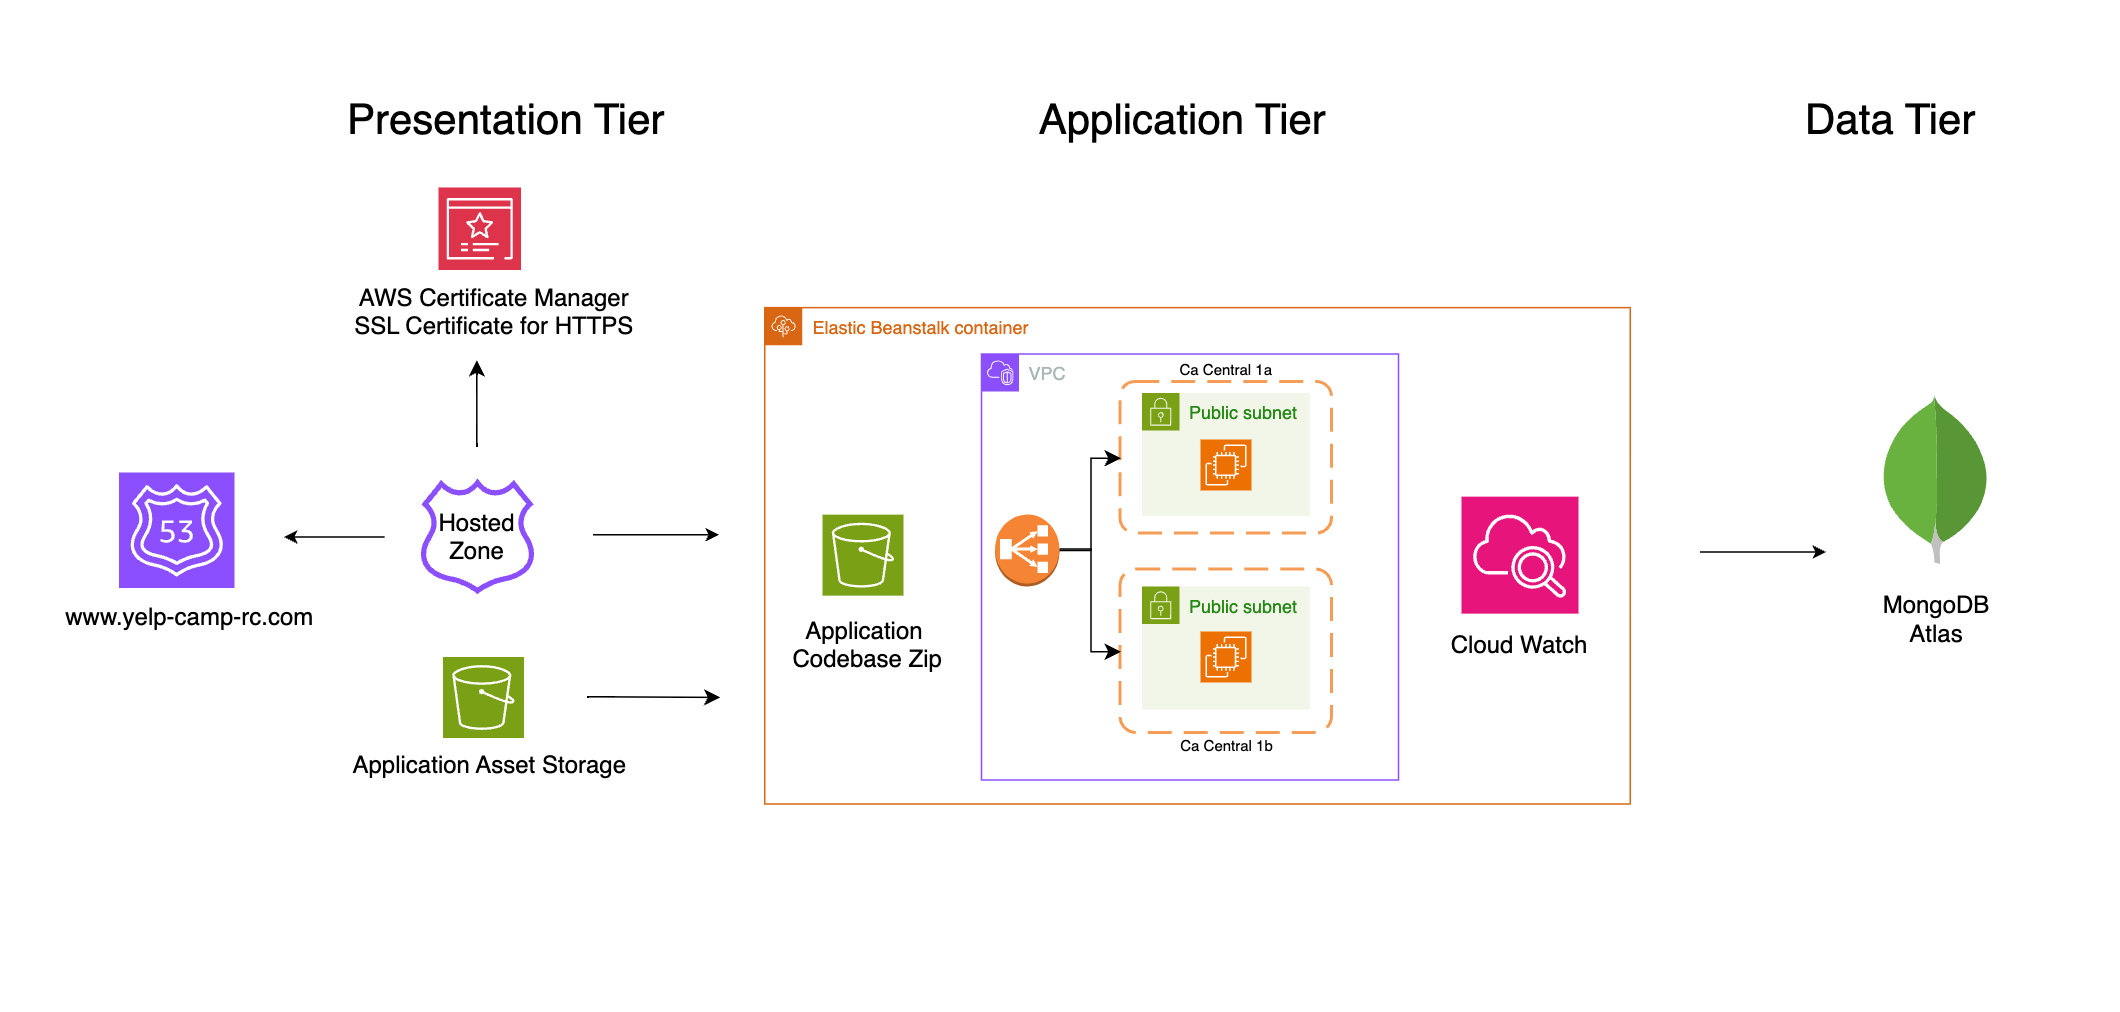 Presentation Tier
Application Tier
Data Tier
AWS Certificate Manager
SSL Certificate for HTTPS
Hosted
Zone
53
www.yelp-camp-rc.com
Application Asset Storage
Elastic Beanstalk container
Application
Codebase Zip
VPC
Ca Central 1a
Public subnet
Public subnet
Ca Central 1b
Cloud Watch
MongoDB
Atlas